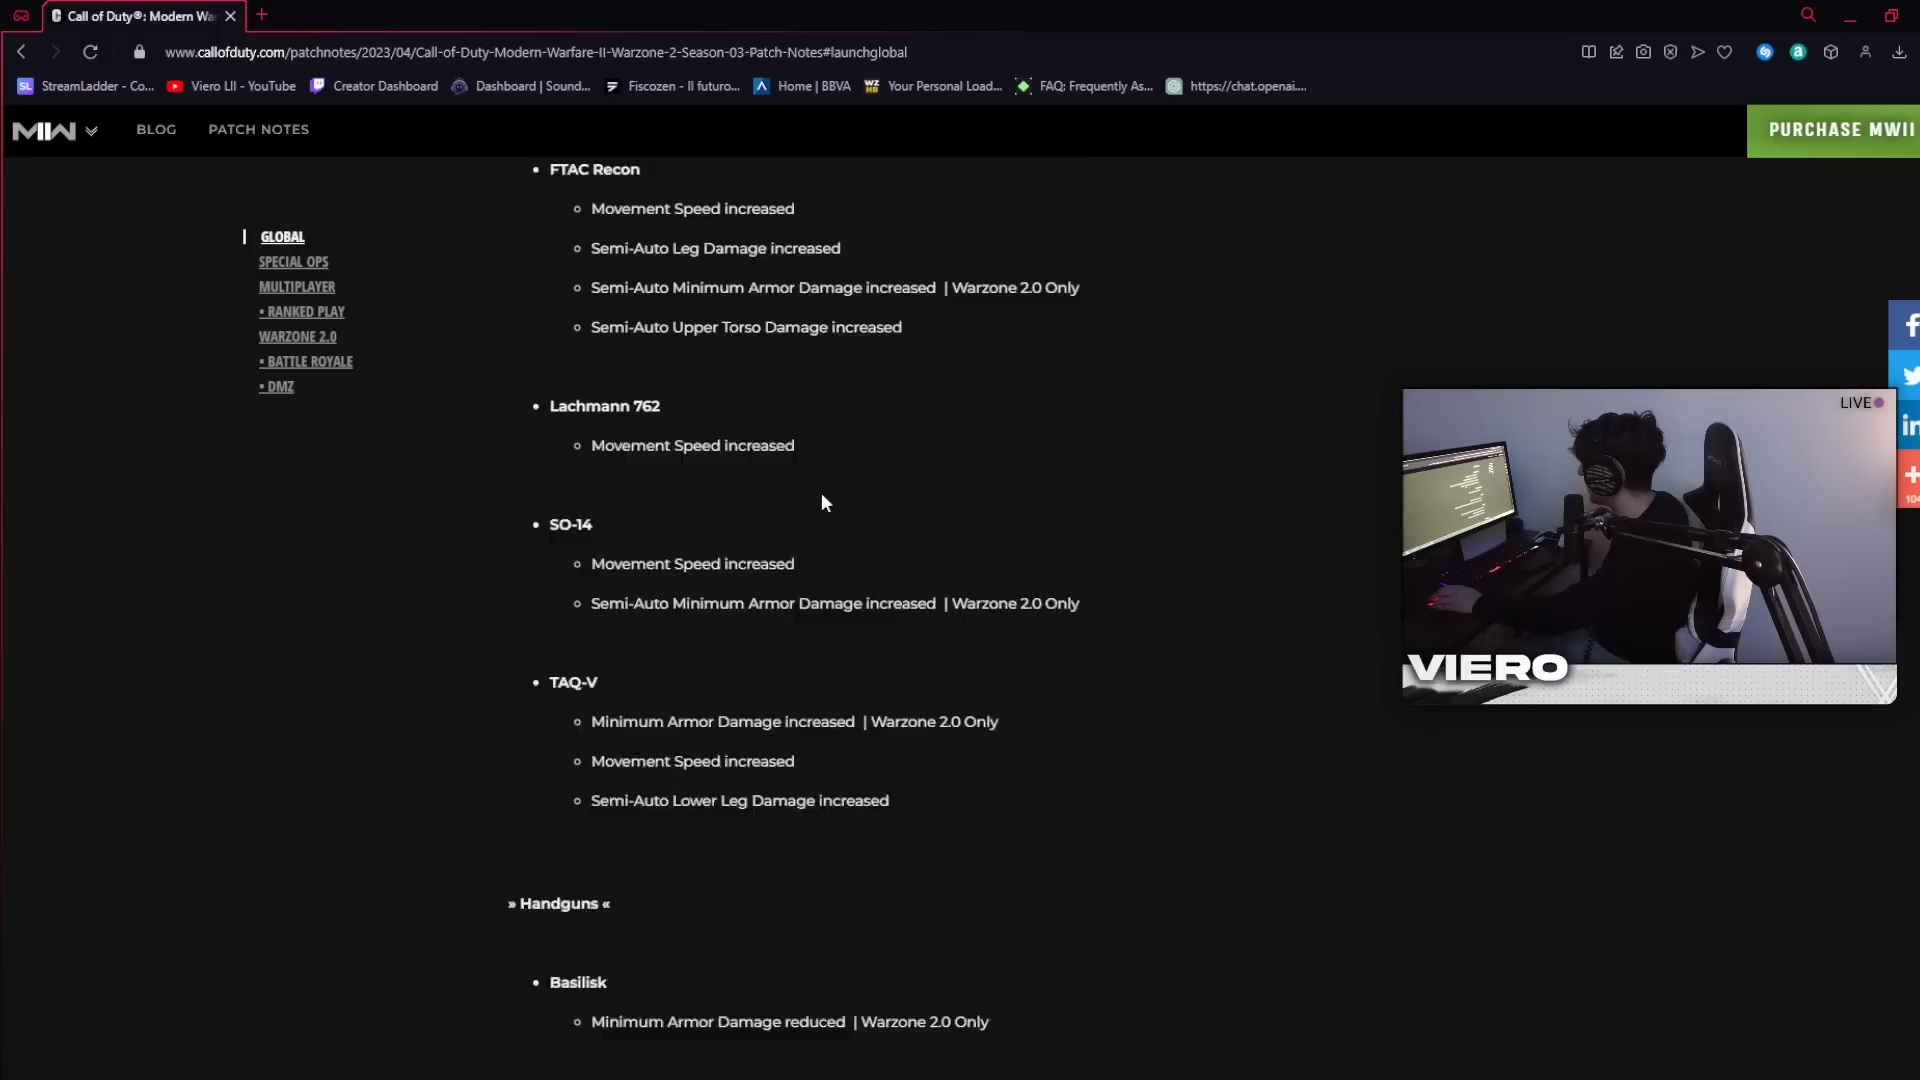 Call of Duty®: Modern Wa
www.callofduty.com/patchnotes/2023/04/Call-of-Duty-Modern-Warfare-II-Warzone-2-Season-03-Patch-Notes#launchglobal
SL StreamLadder - Co... Viero LII - YouTube Creator Dashboard Dashboard | Sound... Fiscozen - Il futuro... Home | BBVA WZ HB Your Personal Load... FAQ: Frequently As... https://chat.openai....
MW BLOG PATCH NOTES PURCHASE MWII
• FTAC Recon
Movement Speed increased
Semi-Auto Leg Damage increased
Semi-Auto Minimum Armor Damage increased | Warzone 2.0 Only
Semi-Auto Upper Torso Damage increased
GLOBAL
SPECIAL OPS
MULTIPLAYER
• RANKED PLAY
WARZONE 2.0
• BATTLE ROYALE
• DMZ
• Lachmann 762
Movement Speed increased
• SO-14
Movement Speed increased
Semi-Auto Minimum Armor Damage increased | Warzone 2.0 Only
• TAQ-V
Minimum Armor Damage increased | Warzone 2.0 Only
Movement Speed increased
Semi-Auto Lower Leg Damage increased
» Handguns «
• Basilisk
Minimum Armor Damage reduced | Warzone 2.0 Only
LIVE
VIERO